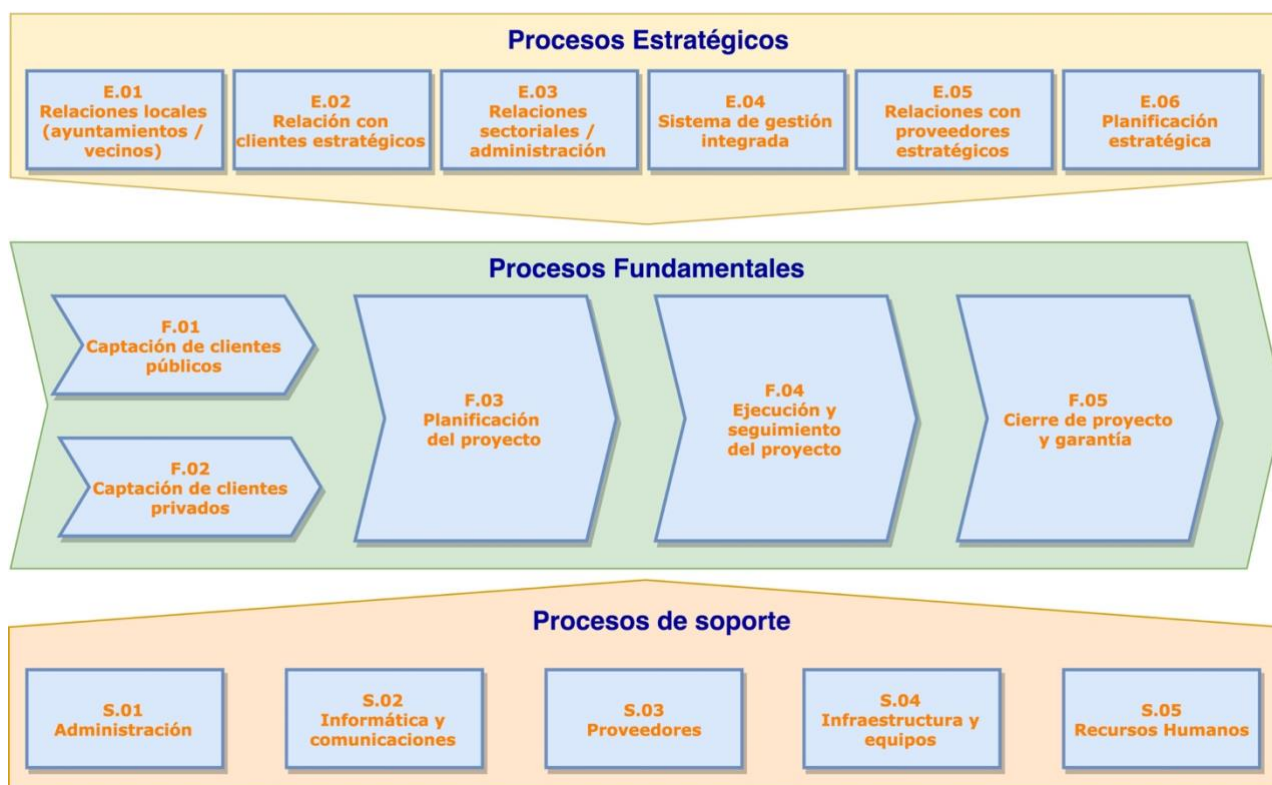 Procesos Estratégicos
E.01
Relaciones locales
(ayuntamientos /
vecinos)
E.02
Relación con
clientes estratégicos
E.03
Relaciones
sectoriales /
administración
E.04
Sistema de gestión
integrada
E.05
Relaciones con
proveedores
estratégicos
E.06
Planificación
estratégica
Procesos Fundamentales
F.01
Captación de clientes
públicos
F.02
Captación de clientes
privados
F.03
Planificación
del proyecto
F.04
Ejecución y
seguimiento
del proyecto
F.05
Cierre de proyecto
y garantía
Procesos de soporte
S.01
Administración
S.02
Informática y
comunicaciones
S.03
Proveedores
S.04
Infraestructura y
equipos
S.05
Recursos Humanos